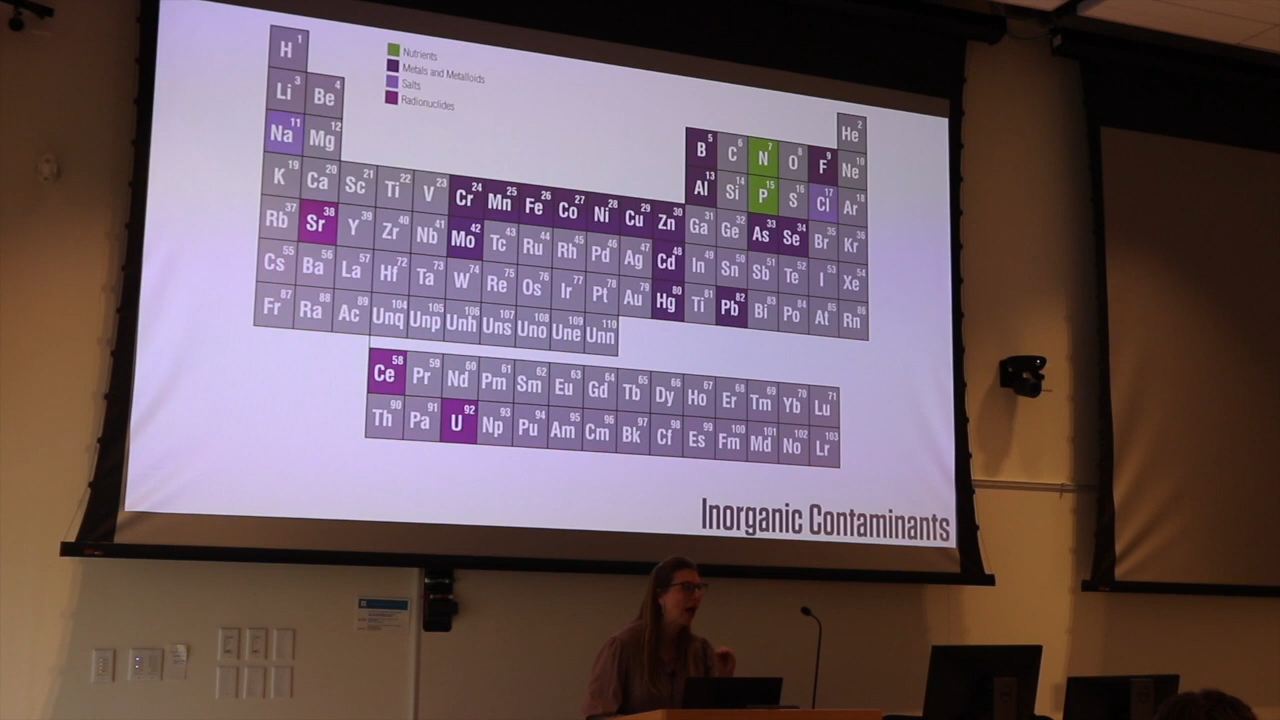 H 1
Nutrients
Metals and Metalloids
Salts
Radionuclides
Li 3 Be 4 He 2
Na 11 Mg 12 B 5 C 6 N 7 O 8 F 9 Ne 10
K 19 Ca 20 Sc 21 Ti 22 V 23 Cr 24 Mn 25 Fe 26 Co 27 Ni 28 Cu 29 Zn 30 Al 13 Si 14 P 15 S 16 Cl 17 Ar 18
Rb 37 Sr 38 Y 39 Zr 40 Nb 41 Mo 42 Tc 43 Ru 44 Rh 45 Pd 46 Ag 47 Cd 48 Ga 31 Ge 32 As 33 Se 34 Br 35 Kr 36
Cs 55 Ba 56 La 57 Hf 72 Ta 73 W 74 Re 75 Os 76 Ir 77 Pt 78 Au 79 Hg 80 In 49 Sn 50 Sb 51 Te 52 I 53 Xe 54
Fr 87 Ra 88 Ac 89 Unq 104 Unp 105 Unh 106 Uns 107 Uno 108 Une 109 Unn 110 Ti 81 Pb 82 Bi 83 Po 84 At 85 Rn 86
Ce 58 Pr 59 Nd 60 Pm 61 Sm 62 Eu 63 Gd 64 Tb 65 Dy 66 Ho 67 Er 68 Tm 69 Yb 70 Lu 71
Th 90 Pa 91 U 92 Np 93 Pu 94 Am 95 Cm 96 Bk 97 Cf 98 Es 99 Fm 100 Md 101 No 102 Lr 103
Inorganic Contaminants